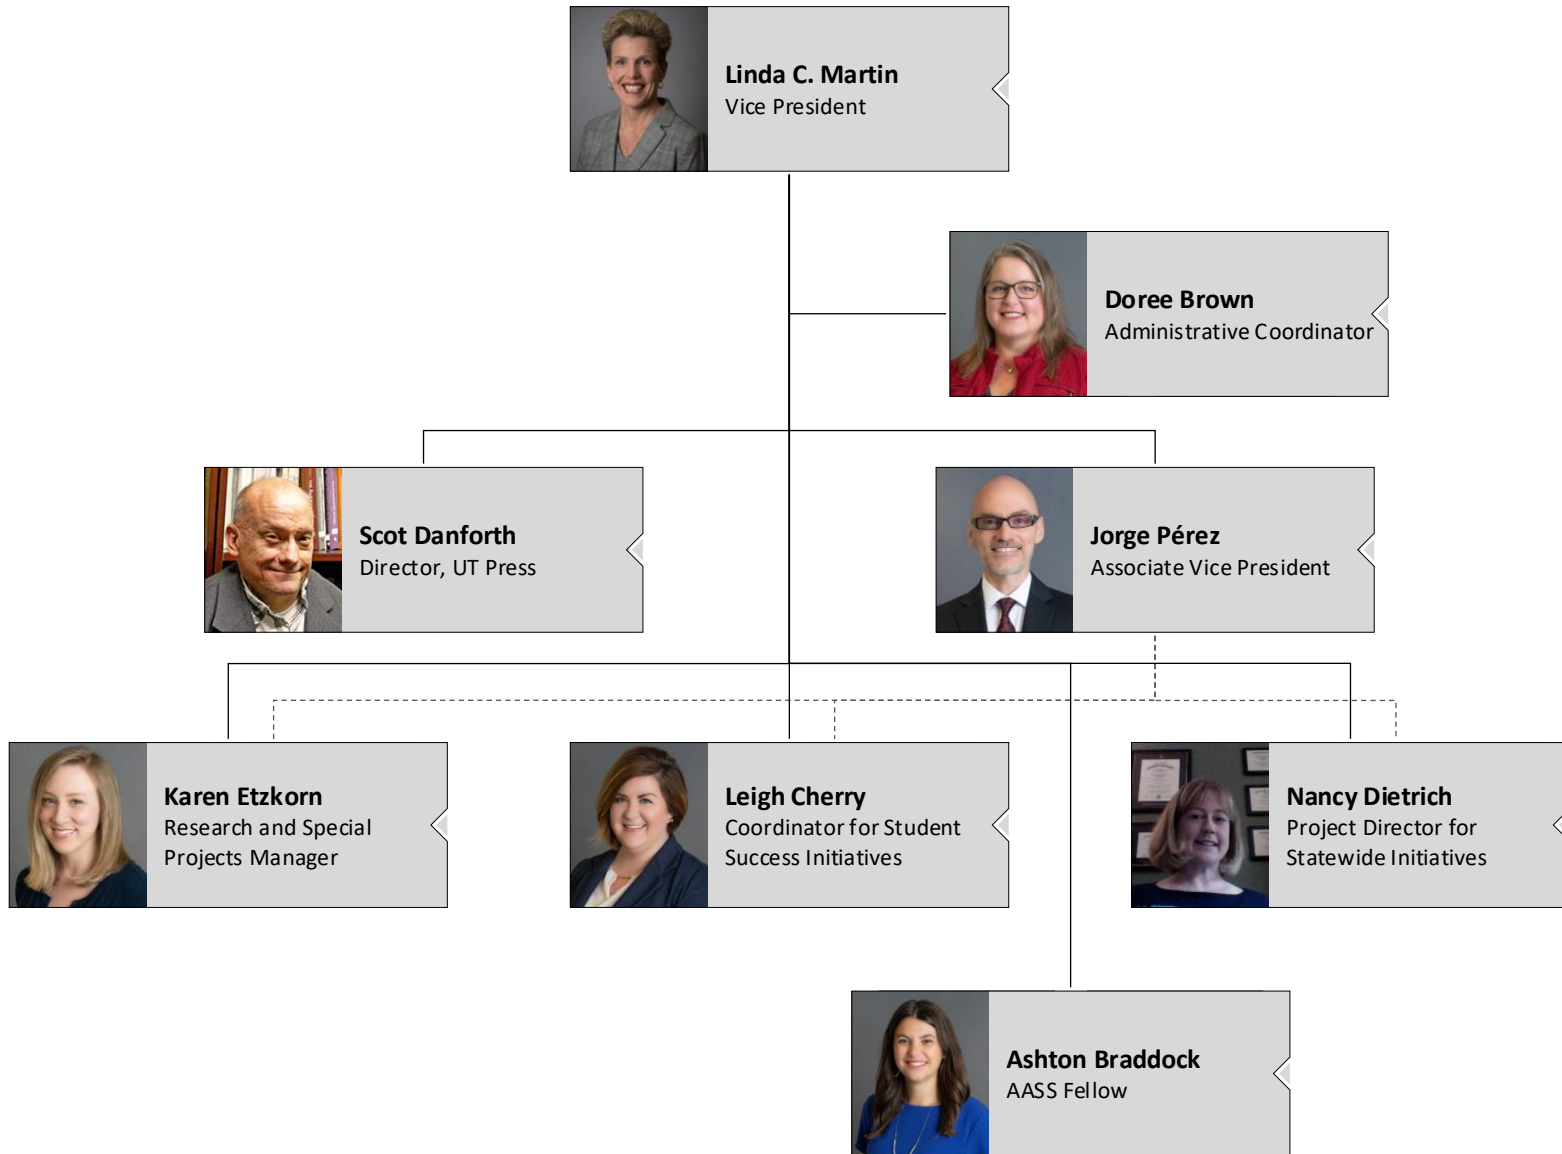 Linda C. Martin
Vice President
Doree Brown
Administrative Coordinator
Scot Danforth
Director, UT Press
Jorge Pérez
Associate Vice President
Karen Etzkorn
Research and Special
Projects Manager
Leigh Cherry
Coordinator for Student
Success Initiatives
Nancy Dietrich
Project Director for
Statewide Initiatives
Ashton Braddock
AASS Fellow